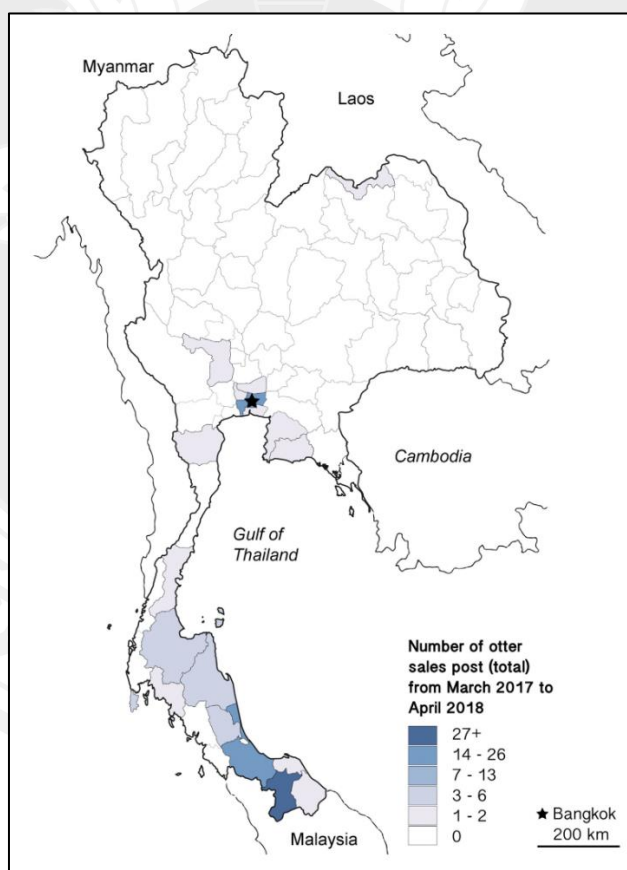 Myanmar
Laos
Cambodia
Gulf of
Thailand
Number of otter
sales post (total)
from March 2017 to
April 2018
27+
14 - 26
7 - 13
3 - 6
1 - 2
0
★ Bangkok
200 km
Malaysia